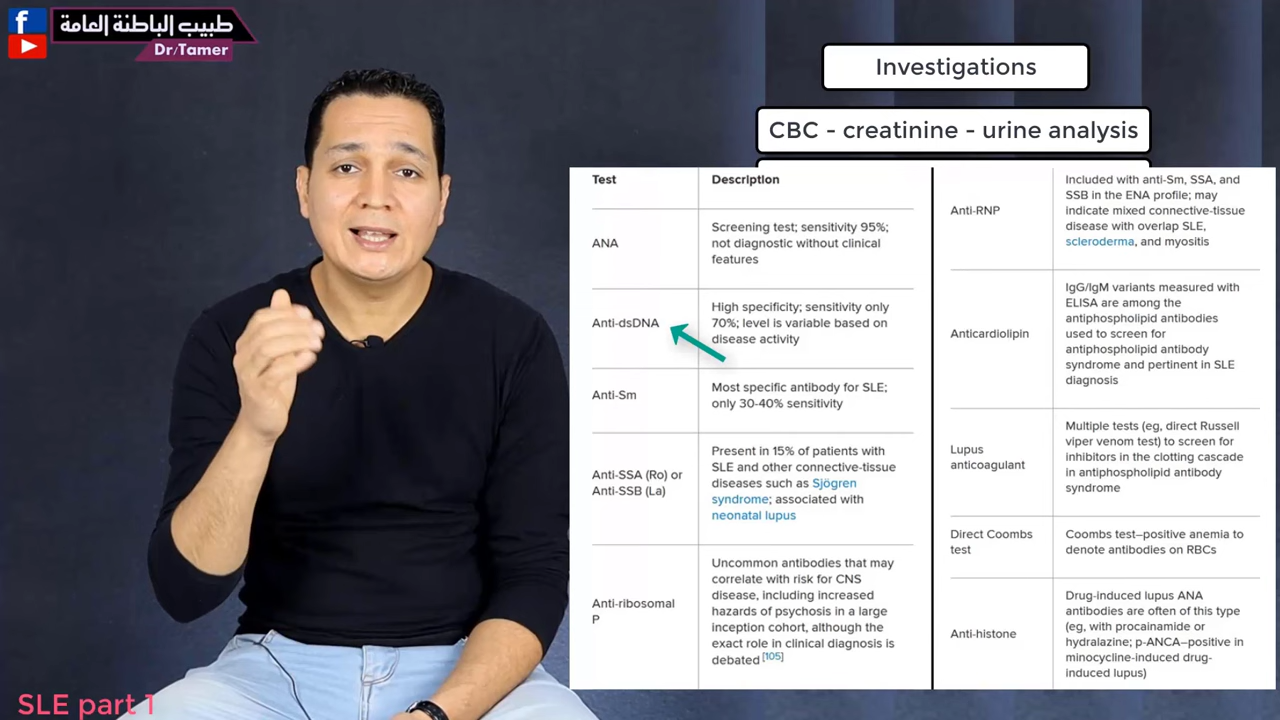 f
طبيب الباطنة العامة
Dr/Tamer
Investigations
CBC - creatinine - urine analysis
Test
Description
ANA
Screening test; sensitivity 95%;
not diagnostic without clinical
features
Anti-dsDNA
High specificity; sensitivity only
70%; level is variable based on
disease activity
Anti-Sm
Most specific antibody for SLE;
only 30-40% sensitivity
Anti-SSA (Ro) or
Anti-SSB (La)
Present in 15% of patients with
SLE and other connective-tissue
diseases such as Sjögren
syndrome; associated with
neonatal lupus
Anti-ribosomal
P
Uncommon antibodies that may
correlate with risk for CNS
disease, including increased
hazards of psychosis in a large
inception cohort, although the
exact role in clinical diagnosis is
debated [105]
Anti-RNP
Included with anti-Sm, SSA, and
SSB in the ENA profile; may
indicate mixed connective-tissue
disease with overlap SLE,
scleroderma, and myositis
Anticardiolipin
IgG/IgM variants measured with
ELISA are among the
antiphospholipid antibodies
used to screen for
antiphospholipid antibody
syndrome and pertinent in SLE
diagnosis
Lupus
anticoagulant
Multiple tests (eg, direct Russell
viper venom test) to screen for
inhibitors in the clotting cascade
in antiphospholipid antibody
syndrome
Direct Coombs
test
Coombs test–positive anemia to
denote antibodies on RBCs
Anti-histone
Drug-induced lupus ANA
antibodies are often of this type
(eg, with procainamide or
hydralazine; p-ANCA–positive in
minocycline-induced drug-
induced lupus)
SLE part 1